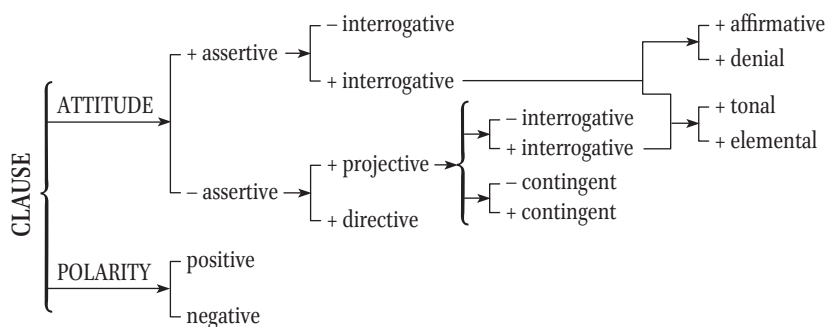 CLAUSE
ATTITUDE
+ assertive
– interrogative
+ interrogative
+ affirmative
+ denial
+ tonal
+ elemental
– assertive
+ projective
– interrogative
+ interrogative
– contingent
+ contingent
+ directive
POLARITY
positive
negative